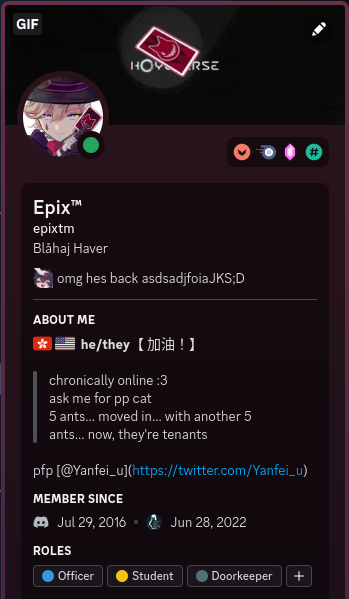 GIF
HOYOVERSE
Epix™
epixtm
Blåhaj Haver
omg hes back asdsadjfoiaJKS;D
ABOUT ME
he/they【 加油！】
chronically online :3
ask me for pp cat
5 ants... moved in... with another 5
ants... now, they're tenants
pfp [@Yanfei_u](https://twitter.com/Yanfei_u)
MEMBER SINCE
Jul 29, 2016 • Jun 28, 2022
ROLES
Officer Student Doorkeeper +